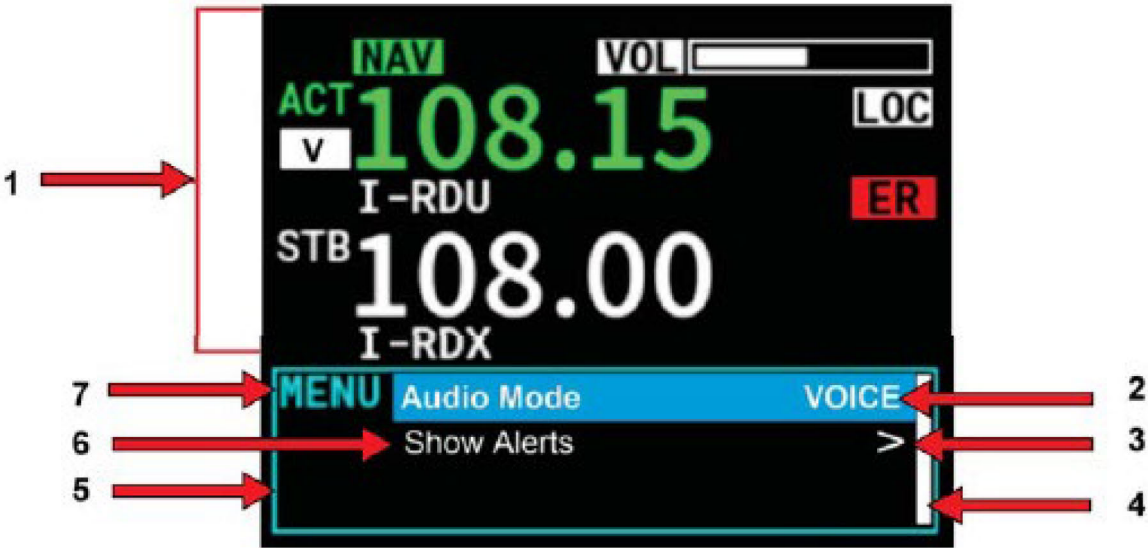 NAV VOL
ACT 108.15 LOC
V
I-RDU ER
STB 108.00
I-RDX
1
7 MENU Audio Mode VOICE 2
6 Show Alerts > 3
5 4